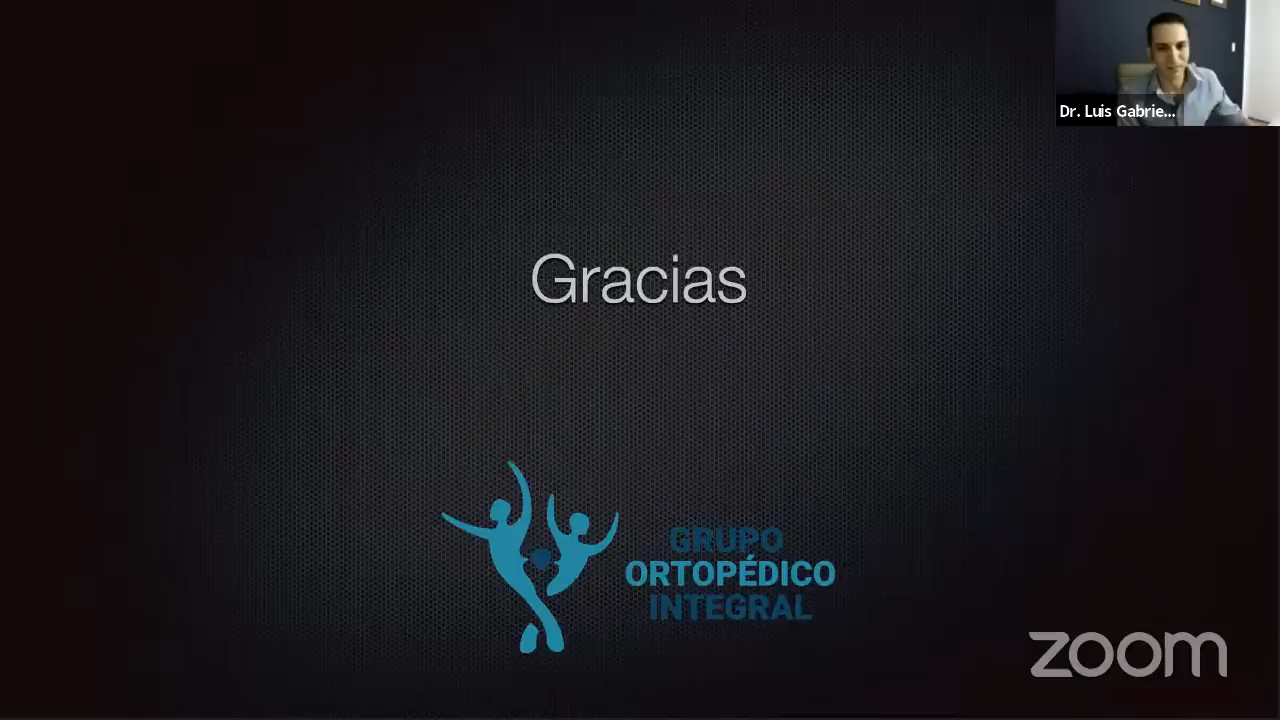 Dr. Luis Gabrie...
Gracias
GRUPO
ORTOPÉDICO
INTEGRAL
zoom